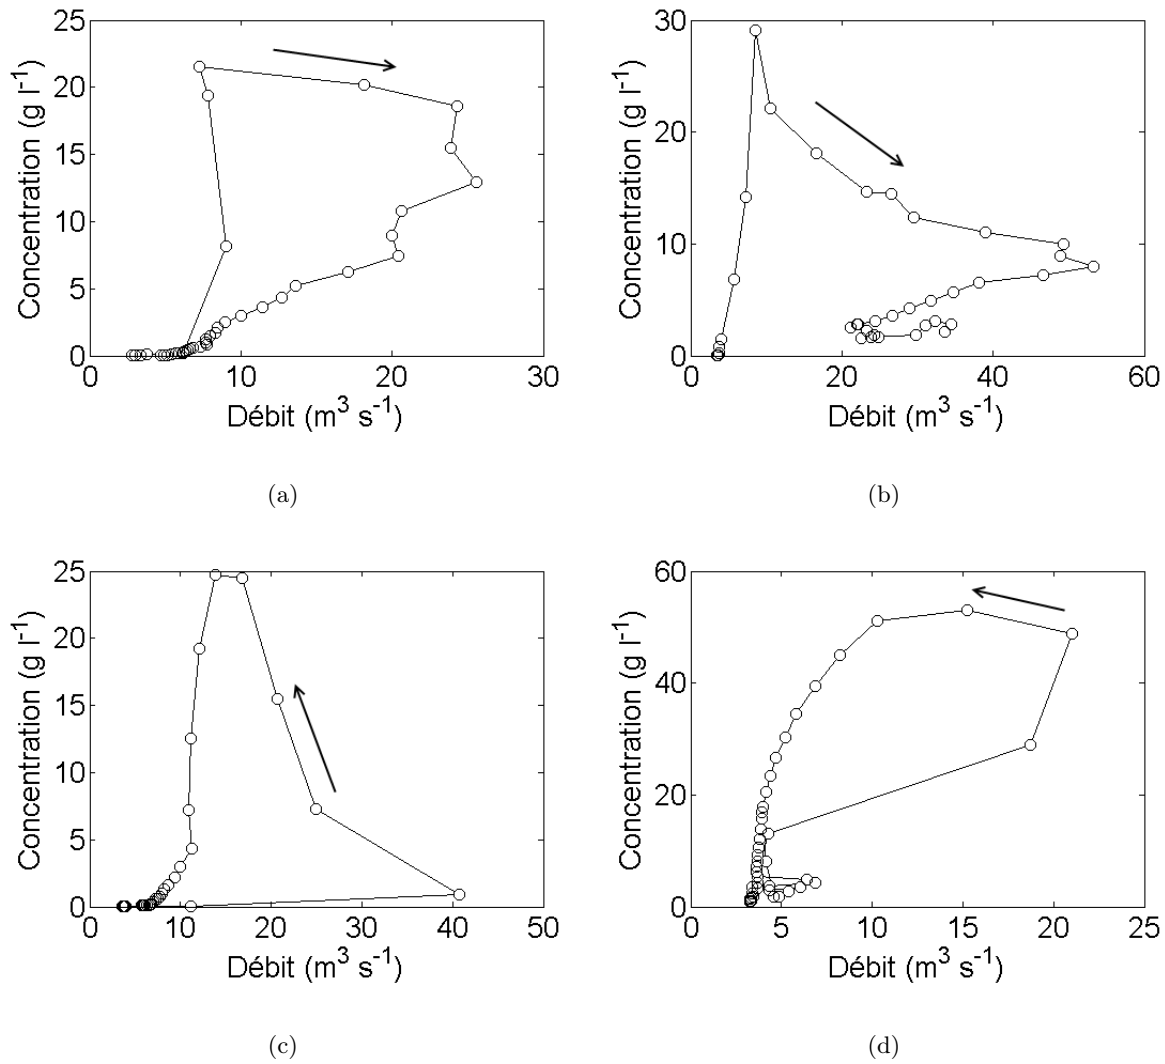 25
20
15
10
5
0
0 10 20 30
Concentration (g l⁻¹)
Débit (m³ s⁻¹)
(a)
30
20
10
0
0 20 40 60
Concentration (g l⁻¹)
Débit (m³ s⁻¹)
(b)
25
20
15
10
5
0
0 10 20 30 40 50
Concentration (g l⁻¹)
Débit (m³ s⁻¹)
(c)
60
40
20
0
0 5 10 15 20 25
Concentration (g l⁻¹)
Débit (m³ s⁻¹)
(d)